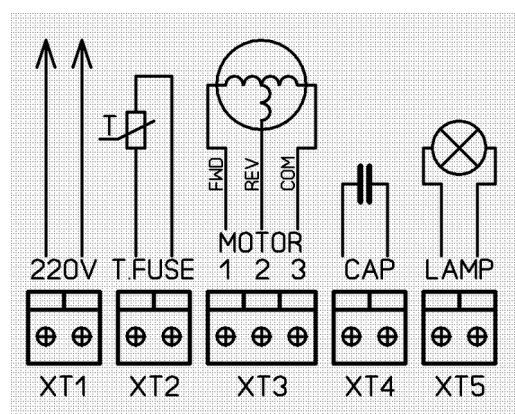 T
FWD REV COM
MOTOR
220V T.FUSE 1 2 3 CAP LAMP
XT1 XT2 XT3 XT4 XT5